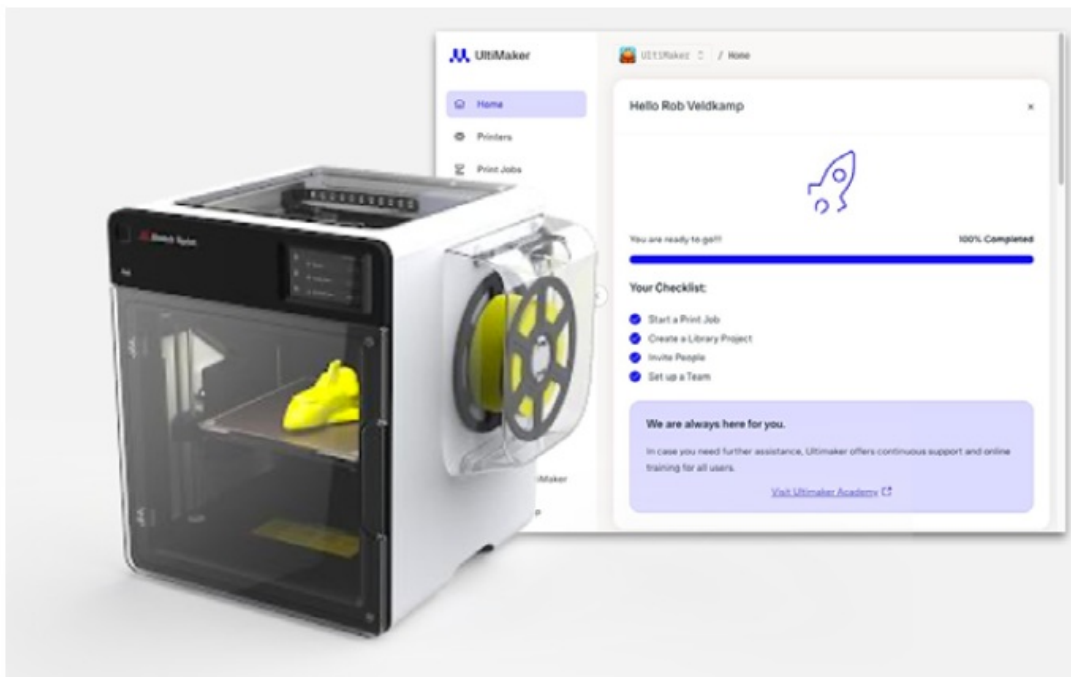 UltiMaker
UltiMaker / Home
Home
Hello Rob Veldkamp
Printers
Print Jobs
You are ready to go!!!
100% Completed
Your Checklist:
Start a Print Job
Create a Library Project
Invite People
Set up a Team
We are always here for you.
In case you need further assistance, Ultimaker offers continuous support and online
training for all users.
Visit Ultimaker Academy
iMaker